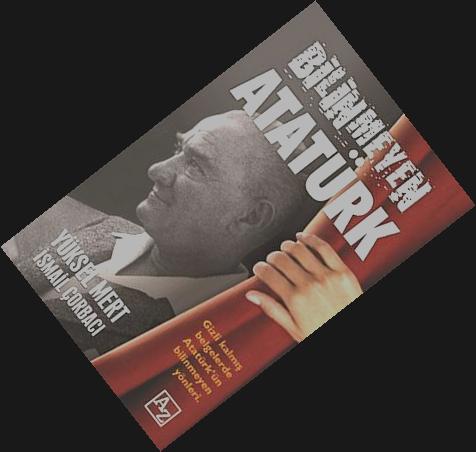 BİLİNMEYEN
ATATÜRK
YÜKSEL MERT
İSMAİL ÇORBACI
Gizli kalmış
belgelerde
Atatürk'ün
bilinmeyen
yönleri.
AZ